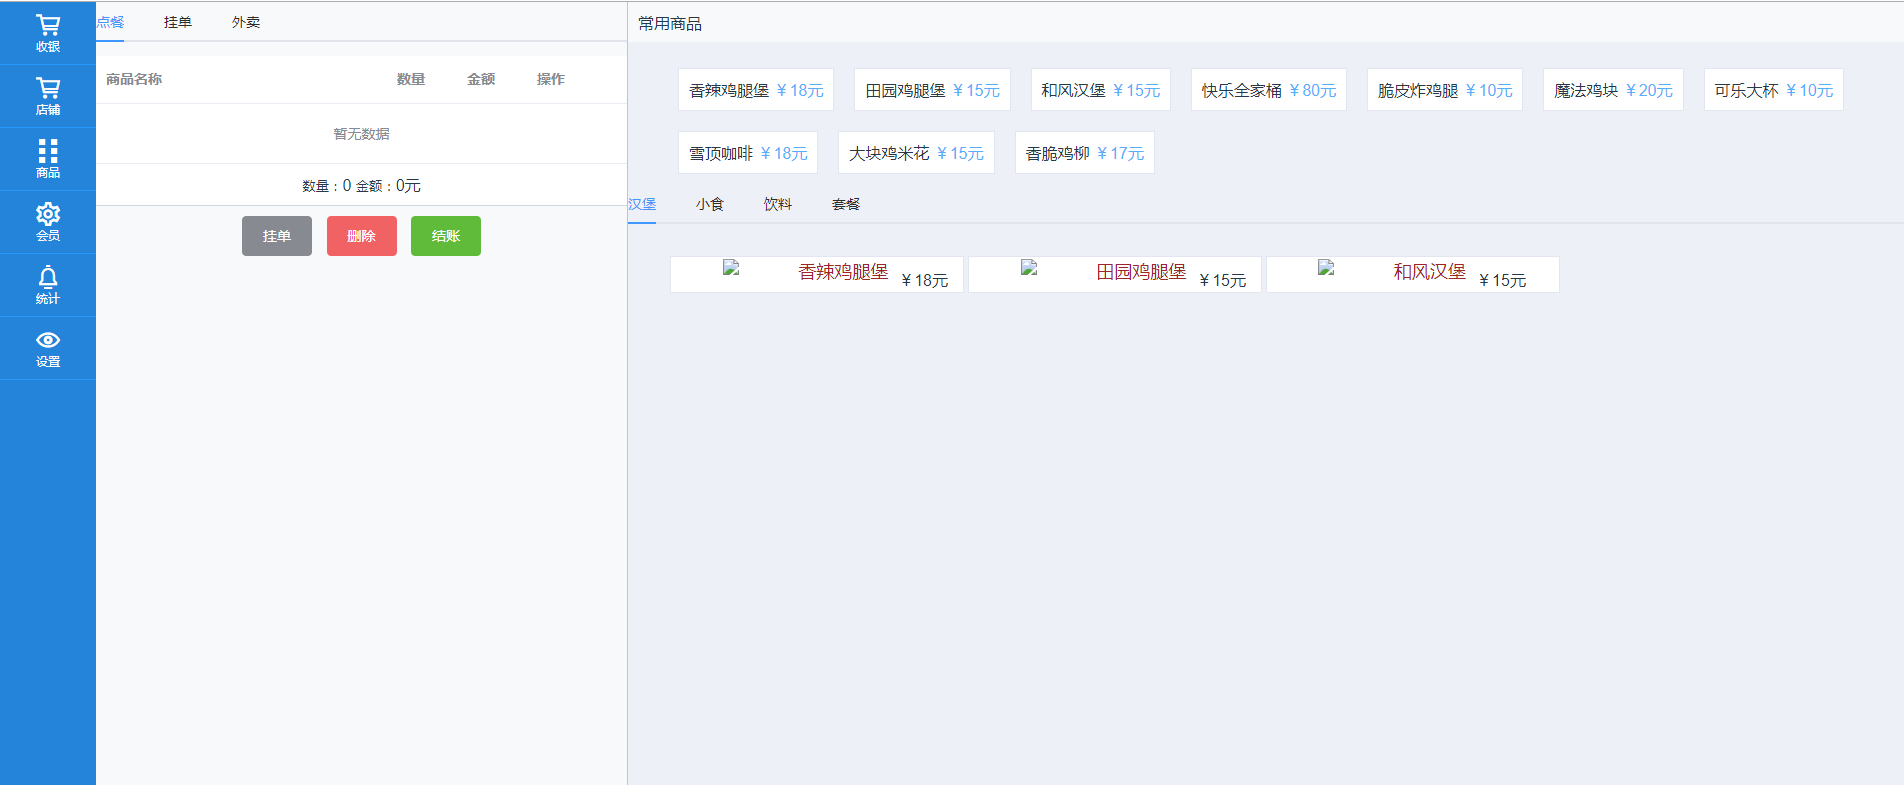 收银
店铺
商品
会员
统计
设置
点餐 挂单 外卖
商品名称 数量 金额 操作
暂无数据
数量：0 金额：0元
挂单 删除 结账
常用商品
香辣鸡腿堡 ￥18元 田园鸡腿堡 ￥15元 和风汉堡 ￥15元 快乐全家桶 ￥80元 脆皮炸鸡腿 ￥10元 魔法鸡块 ￥20元 可乐大杯 ￥10元
雪顶咖啡 ￥18元 大块鸡米花 ￥15元 香脆鸡柳 ￥17元
汉堡 小食 饮料 套餐
香辣鸡腿堡 ￥18元 田园鸡腿堡 ￥15元 和风汉堡 ￥15元